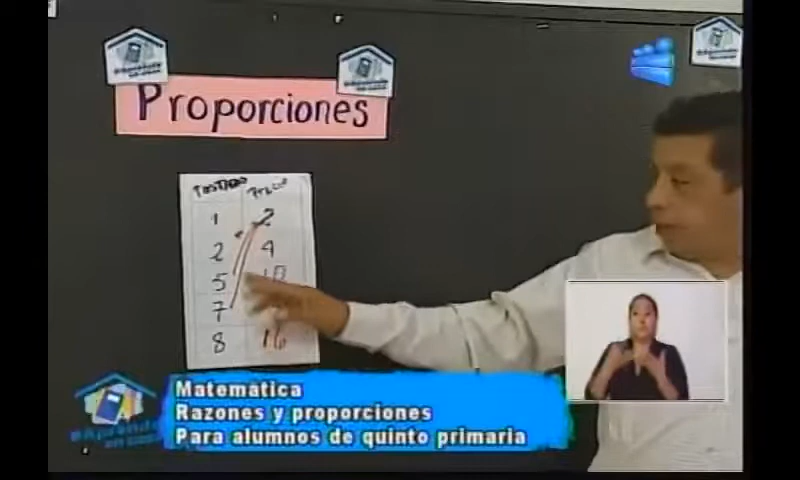 Proporciones
TOSTADAS Precio
1 2
2 4
5 10
7
8 16
Matemática
Razones y proporciones
Para alumnos de quinto primaria